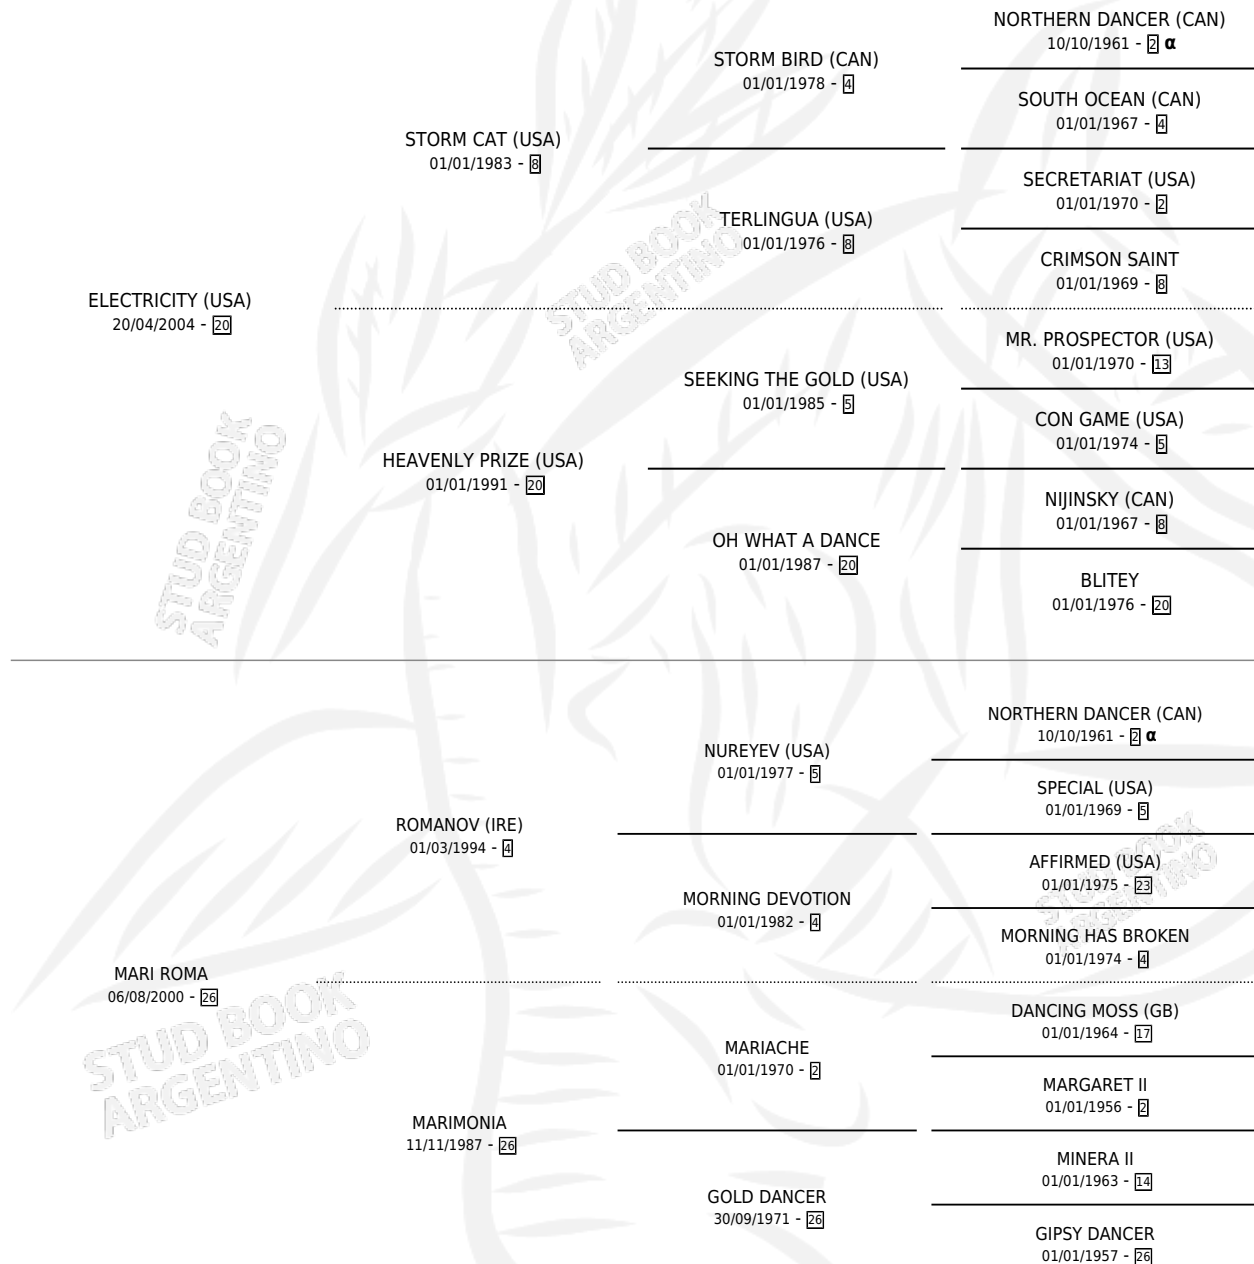 NORTHERN DANCER (CAN)
10/10/1961 - 2 α
STORM BIRD (CAN)
01/01/1978 - 4
SOUTH OCEAN (CAN)
01/01/1967 - 4
STORM CAT (USA)
01/01/1983 - 8
SECRETARIAT (USA)
01/01/1970 - 2
TERLINGUA (USA)
01/01/1976 - 8
CRIMSON SAINT
01/01/1969 - 8
ELECTRICITY (USA)
20/04/2004 - 20
MR. PROSPECTOR (USA)
01/01/1970 - 13
SEEKING THE GOLD (USA)
01/01/1985 - 5
CON GAME (USA)
01/01/1974 - 5
HEAVENLY PRIZE (USA)
01/01/1991 - 20
NIJINSKY (CAN)
01/01/1967 - 8
OH WHAT A DANCE
01/01/1987 - 20
BLITEY
01/01/1976 - 20
NORTHERN DANCER (CAN)
10/10/1961 - 2 α
NUREYEV (USA)
01/01/1977 - 5
SPECIAL (USA)
01/01/1969 - 5
ROMANOV (IRE)
01/03/1994 - 4
AFFIRMED (USA)
01/01/1975 - 23
MORNING DEVOTION
01/01/1982 - 4
MORNING HAS BROKEN
01/01/1974 - 4
MARI ROMA
06/08/2000 - 26
DANCING MOSS (GB)
01/01/1964 - 17
MARIACHE
01/01/1970 - 2
MARGARET II
01/01/1956 - 2
MARIMONIA
11/11/1987 - 26
MINERA II
01/01/1963 - 14
GOLD DANCER
30/09/1971 - 26
GIPSY DANCER
01/01/1957 - 26
STUD BOOK
ARGENTINO
STUD BOOK
ARGENTINO
STUD BOOK
ARGENTINO
STUD BOOK
ARGENTINO